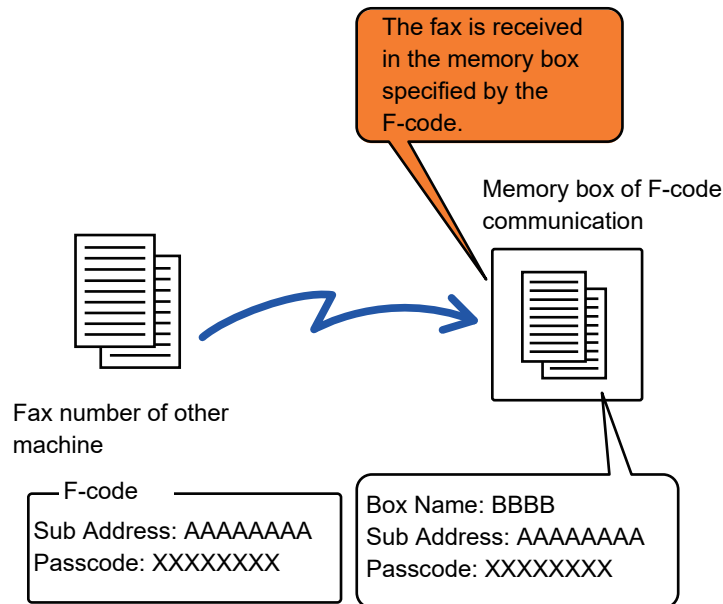 The fax is received
in the memory box
specified by the
F-code.
Memory box of F-code
communication
Fax number of other
machine
F-code
Sub Address: AAAAAAAA
Passcode: XXXXXXXX
Box Name: BBBB
Sub Address: AAAAAAAA
Passcode: XXXXXXXX